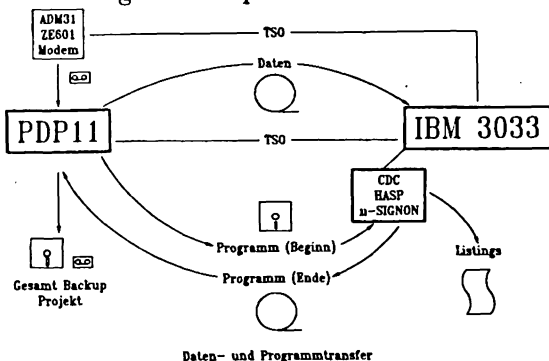 ADM31
ZE601
Modem
TSO
Daten
PDP11
TSO
IBM 3033
CDC
HASP
n-SIGNON
Programm (Beginn)
Listings
Programm (Ende)
Gesamt Backup
Projekt
Daten- und Programmtransfer